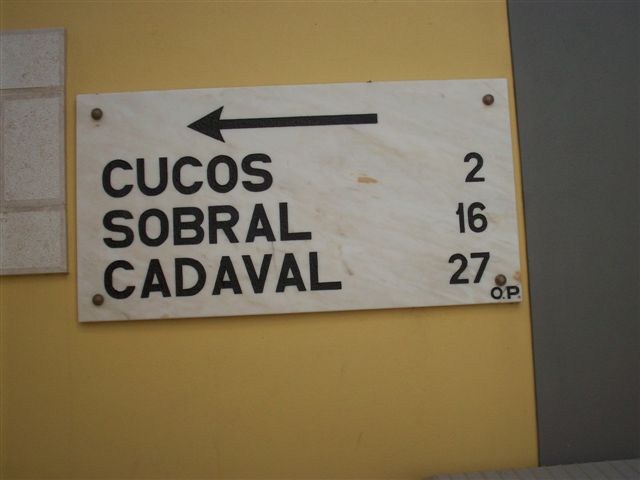 CUCOS 2
SOBRAL 16
CADAVAL 27
O.P.